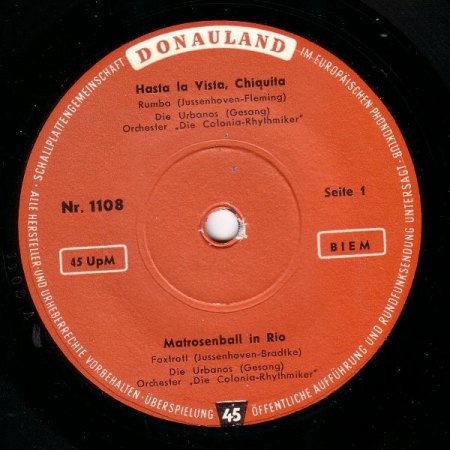 DONAULAND
SCHALLPLATTENGEMEINSCHAFT
IM EUROPÄISCHEN PHONOKLUB ·
Hasta la Vista, Chiquita
Rumba (Jussenhoven-Fleming)
Die Urbanos (Gesang)
Orchester „Die Colonia-Rhythmiker"
Nr. 1108
Seite 1
45 UpM
BIEM
Matrosenball in Rio
Foxtrott (Jussenhoven-Bradtke)
Die Urbanos (Gesang)
Orchester „Die Colonia-Rhythmiker"
· ALLE HERSTELLER- UND URHEBERRECHTE VORBEHALTEN · ÜBERSPIELUNG
45
ÖFFENTLICHE AUFFÜHRUNG UND RUNDFUNKSENDUNG UNTERSAGT ·